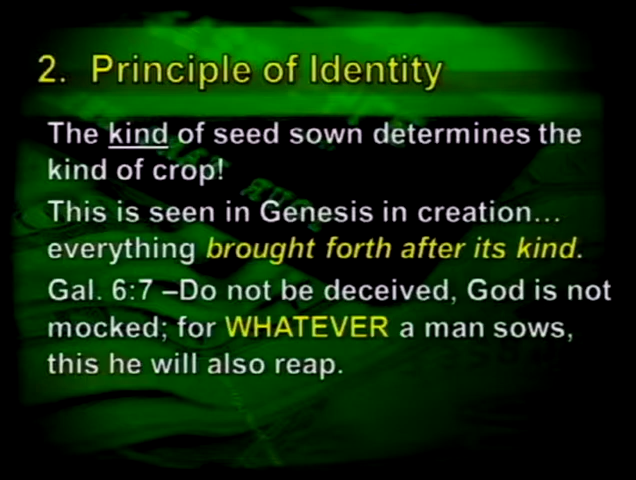 2. Principle of Identity
The kind of seed sown determines the
kind of crop!
This is seen in Genesis in creation…
everything brought forth after its kind.
Gal. 6:7 –Do not be deceived, God is not
mocked; for WHATEVER a man sows,
this he will also reap.